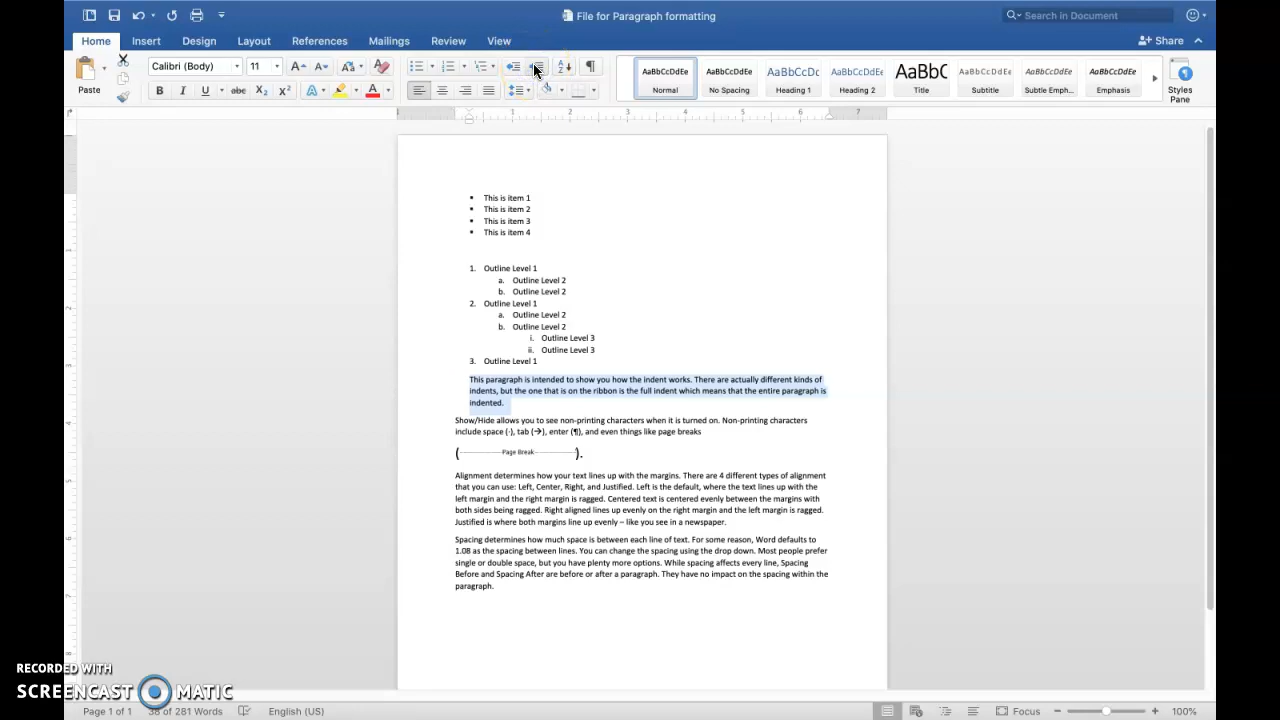 File for Paragraph formatting
Search in Document
Home Insert Design Layout References Mailings Review View
Share
Paste
Calibri (Body) 11
AaBbCcDdEe AaBbCcDdEe AaBbCcDc AaBbCcDdEe AaBbC AaBbCcDdEe AaBbCcDdEe AaBbCcDdEe
Normal No Spacing Heading 1 Heading 2 Title Subtitle Subtle Emph... Emphasis
Styles
Pane
▪ This is item 1
▪ This is item 2
▪ This is item 3
▪ This is item 4
1. Outline Level 1
a. Outline Level 2
b. Outline Level 2
2. Outline Level 1
a. Outline Level 2
b. Outline Level 2
i. Outline Level 3
ii. Outline Level 3
3. Outline Level 1
This paragraph is intended to show you how the indent works. There are actually different kinds of
indents, but the one that is on the ribbon is the full indent which means that the entire paragraph is
indented.
Show/Hide allows you to see non-printing characters when it is turned on. Non-printing characters
include space (·), tab (→), enter (¶), and even things like page breaks
(Page Break).
Alignment determines how your text lines up with the margins. There are 4 different types of alignment
that you can use: Left, Center, Right, and Justified. Left is the default, where the text lines up with the
left margin and the right margin is ragged. Centered text is centered evenly between the margins with
both sides being ragged. Right aligned lines up evenly on the right margin and the left margin is ragged.
Justified is where both margins line up evenly – like you see in a newspaper.
Spacing determines how much space is between each line of text. For some reason, Word defaults to
1.08 as the spacing between lines. You can change the spacing using the drop down. Most people prefer
single or double space, but you have plenty more options. While spacing affects every line, Spacing
Before and Spacing After are before or after a paragraph. They have no impact on the spacing within the
paragraph.
RECORDED WITH
SCREENCAST MATIC
Page 1 of 1 38 of 281 Words English (US) Focus 100%